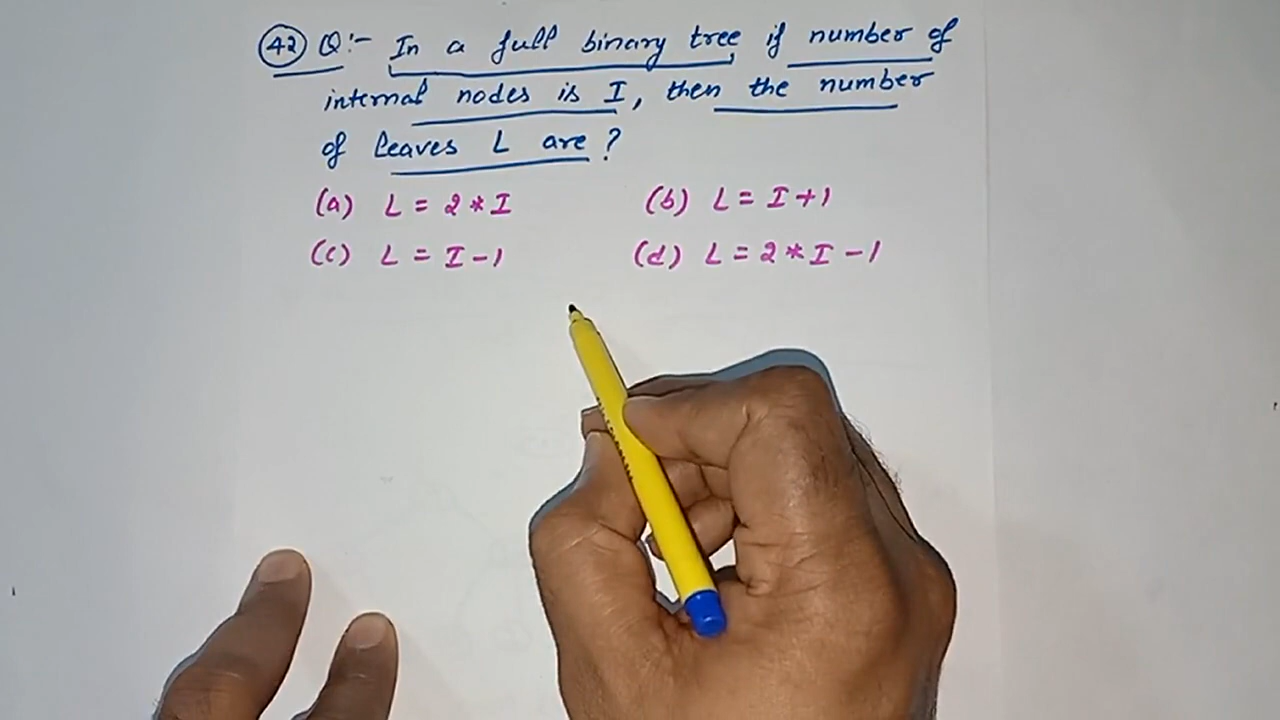 42 Q:- In a full binary tree if number of
internal nodes is I, then the number
of leaves L are ?
(a) L = 2 * I (b) L = I + 1
(c) L = I - 1 (d) L = 2 * I - 1